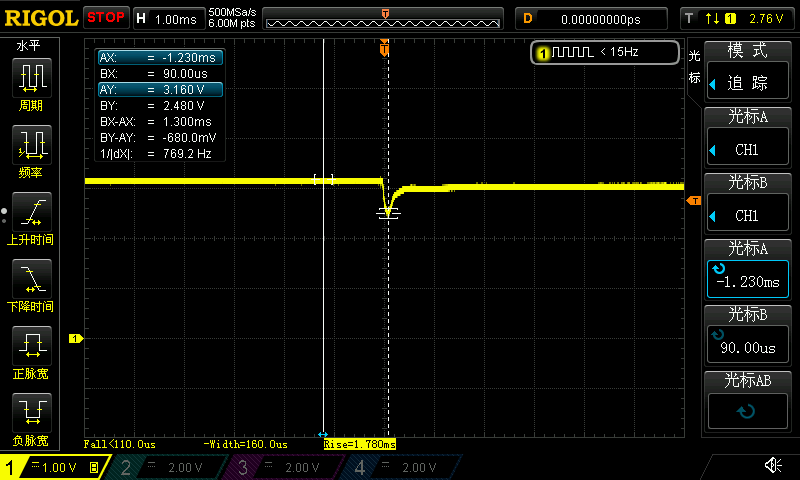 RIGOL STOP H 1.00ms 500MSa/s 6.00M pts T D 0.00000000ps T 1 2.76 V
水平
周期
频率
上升时间
下降时间
正脉宽
负脉宽
AX: = -1.230ms
BX: = 90.00us
AY: = 3.160 V
BY: = 2.480 V
BX-AX: = 1.300ms
BY-AY: = -680.0mV
1/|dX|: = 769.2 Hz
T
1 < 15Hz
T
1
Fall<110.0us -Width=160.0us Rise=1.780ms
光标
模 式
追 踪
光标A
CH1
光标B
CH1
光标A
-1.230ms
光标B
90.00us
光标AB
1 = 1.00 V B 2 = 2.00 V 3 = 2.00 V 4 = 2.00 V